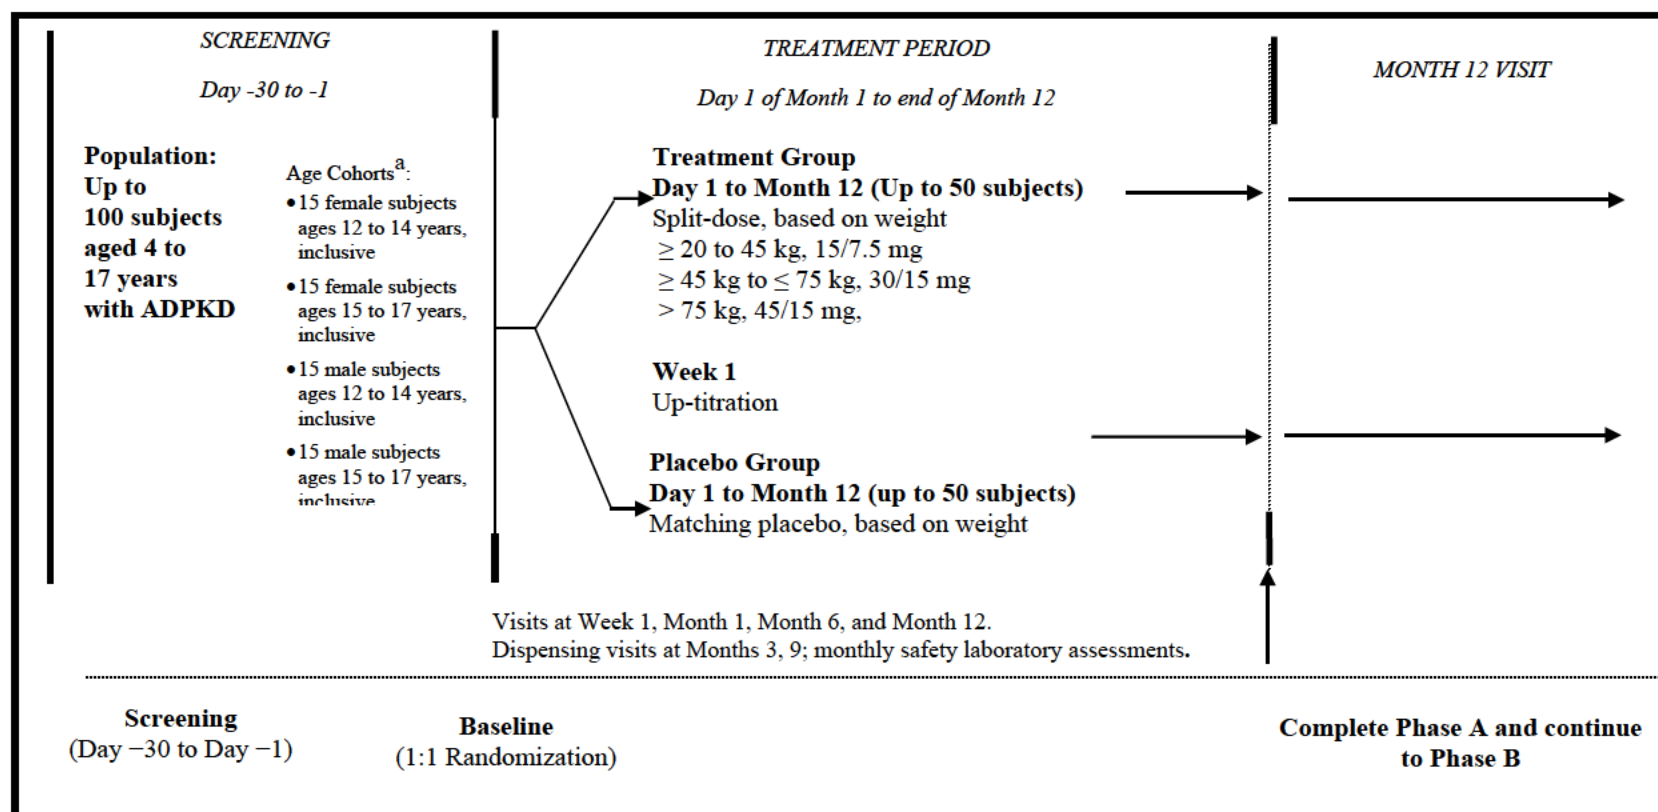 SCREENING
Day -30 to -1
TREATMENT PERIOD
Day 1 of Month 1 to end of Month 12
MONTH 12 VISIT
Population:
Up to
100 subjects
aged 4 to
17 years
with ADPKD
Age Cohortsa:
•15 female subjects
ages 12 to 14 years,
inclusive
•15 female subjects
ages 15 to 17 years,
inclusive
•15 male subjects
ages 12 to 14 years,
inclusive
•15 male subjects
ages 15 to 17 years,
inclusive
Treatment Group
Day 1 to Month 12 (Up to 50 subjects)
Split-dose, based on weight
≥ 20 to 45 kg, 15/7.5 mg
≥ 45 kg to ≤ 75 kg, 30/15 mg
> 75 kg, 45/15 mg,
Week 1
Up-titration
Placebo Group
Day 1 to Month 12 (up to 50 subjects)
Matching placebo, based on weight
Visits at Week 1, Month 1, Month 6, and Month 12.
Dispensing visits at Months 3, 9; monthly safety laboratory assessments.
Screening
(Day −30 to Day −1)
Baseline
(1:1 Randomization)
Complete Phase A and continue
to Phase B